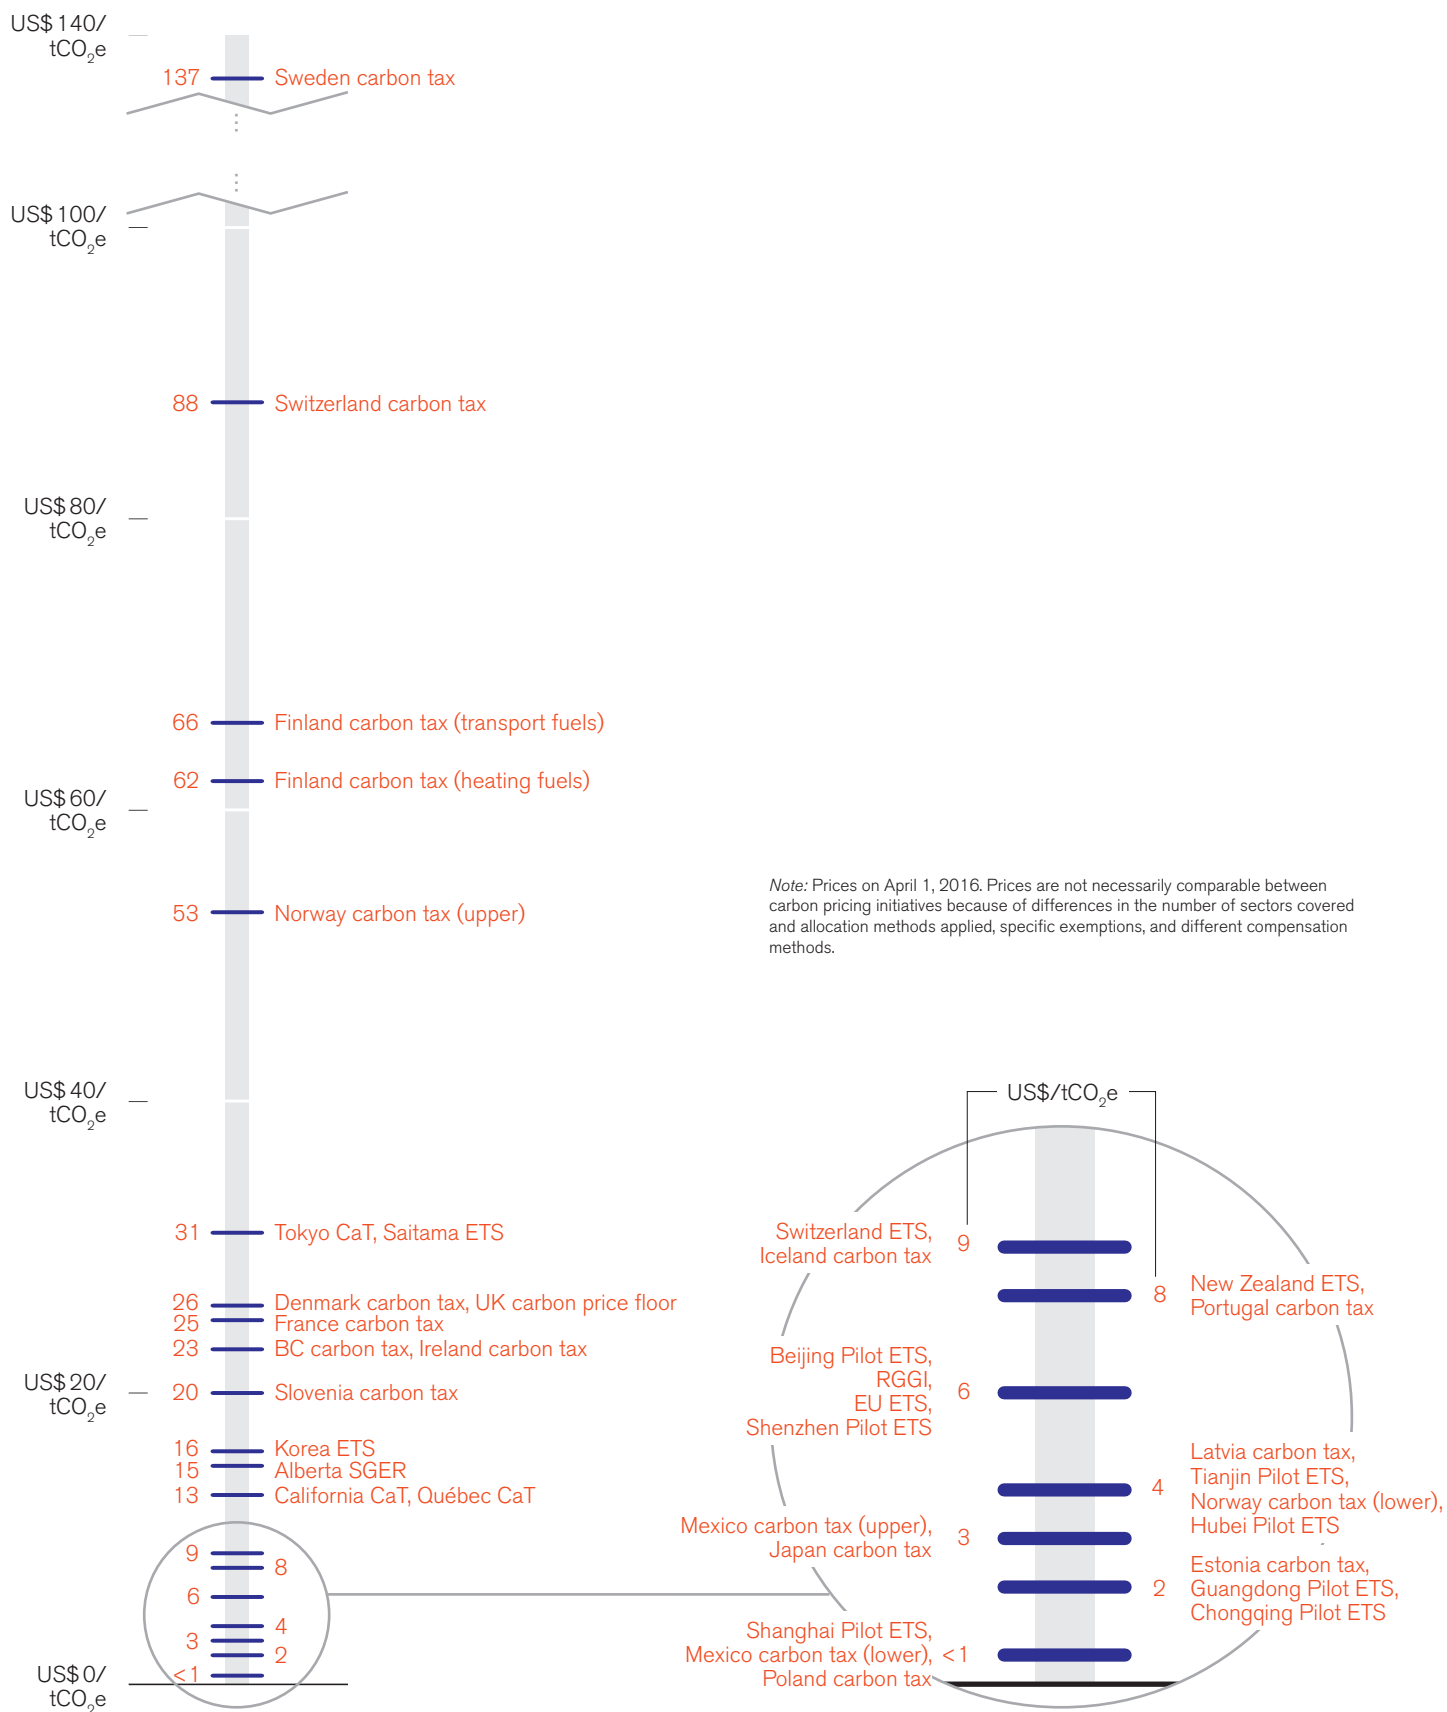 US$ 140/
tCO₂e
137 Sweden carbon tax
US$ 100/
tCO₂e
88 Switzerland carbon tax
US$ 80/
tCO₂e
66 Finland carbon tax (transport fuels)
62 Finland carbon tax (heating fuels)
US$ 60/
tCO₂e
53 Norway carbon tax (upper)
Note: Prices on April 1, 2016. Prices are not necessarily comparable between
carbon pricing initiatives because of differences in the number of sectors covered
and allocation methods applied, specific exemptions, and different compensation
methods.
US$ 40/
tCO₂e
31 Tokyo CaT, Saitama ETS
26 Denmark carbon tax, UK carbon price floor
25 France carbon tax
23 BC carbon tax, Ireland carbon tax
US$ 20/
tCO₂e
20 Slovenia carbon tax
16 Korea ETS
15 Alberta SGER
13 California CaT, Québec CaT
9
8
6
4
3
2
<1
US$ 0/
tCO₂e
US$/tCO₂e
Switzerland ETS,
Iceland carbon tax
9
8
New Zealand ETS,
Portugal carbon tax
Beijing Pilot ETS,
RGGI,
EU ETS,
Shenzhen Pilot ETS
6
4
Latvia carbon tax,
Tianjin Pilot ETS,
Norway carbon tax (lower),
Hubei Pilot ETS
Mexico carbon tax (upper),
Japan carbon tax
3
2
Estonia carbon tax,
Guangdong Pilot ETS,
Chongqing Pilot ETS
Shanghai Pilot ETS,
Mexico carbon tax (lower), <1
Poland carbon tax